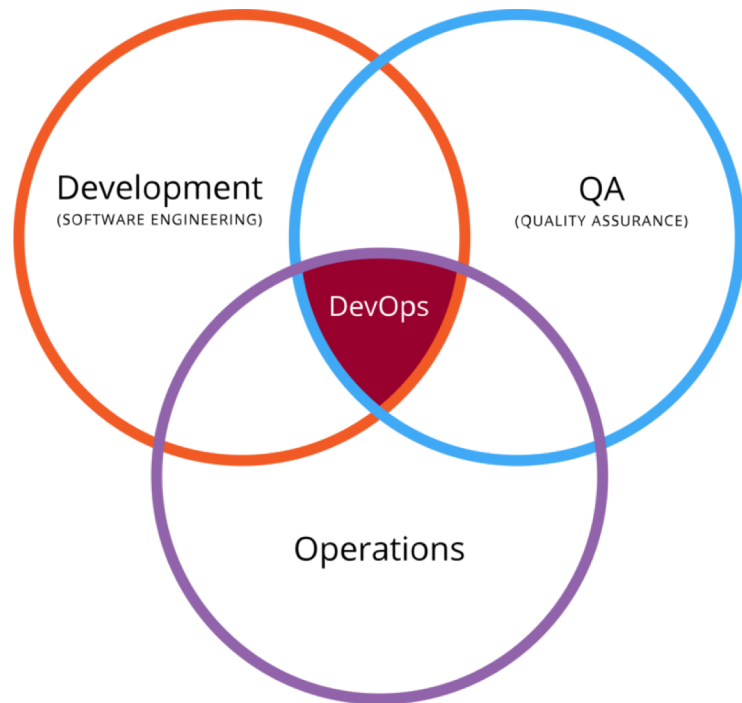 Development
(SOFTWARE ENGINEERING)
QA
(QUALITY ASSURANCE)
DevOps
Operations